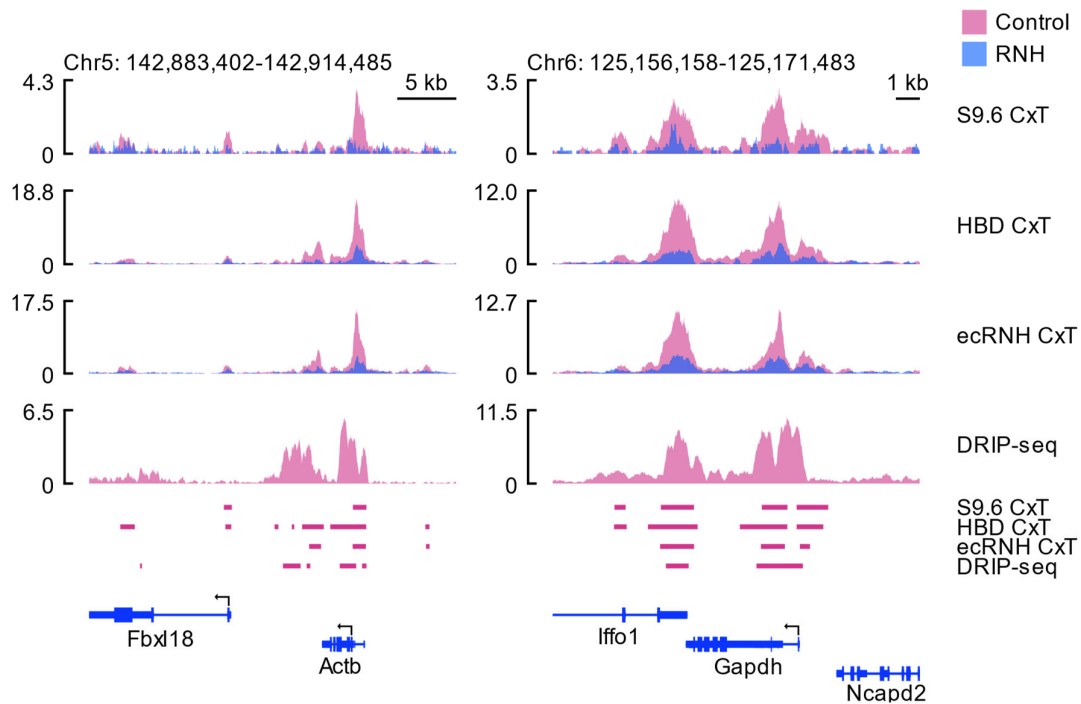 Control
RNH
Chr5: 142,883,402-142,914,485
Chr6: 125,156,158-125,171,483
5 kb
1 kb
4.3
0
3.5
0
S9.6 CxT
18.8
0
12.0
0
HBD CxT
17.5
0
12.7
0
ecRNH CxT
6.5
0
11.5
0
DRIP-seq
S9.6 CxT
HBD CxT
ecRNH CxT
DRIP-seq
Fbxl18
Actb
Iffo1
Gapdh
Ncapd2